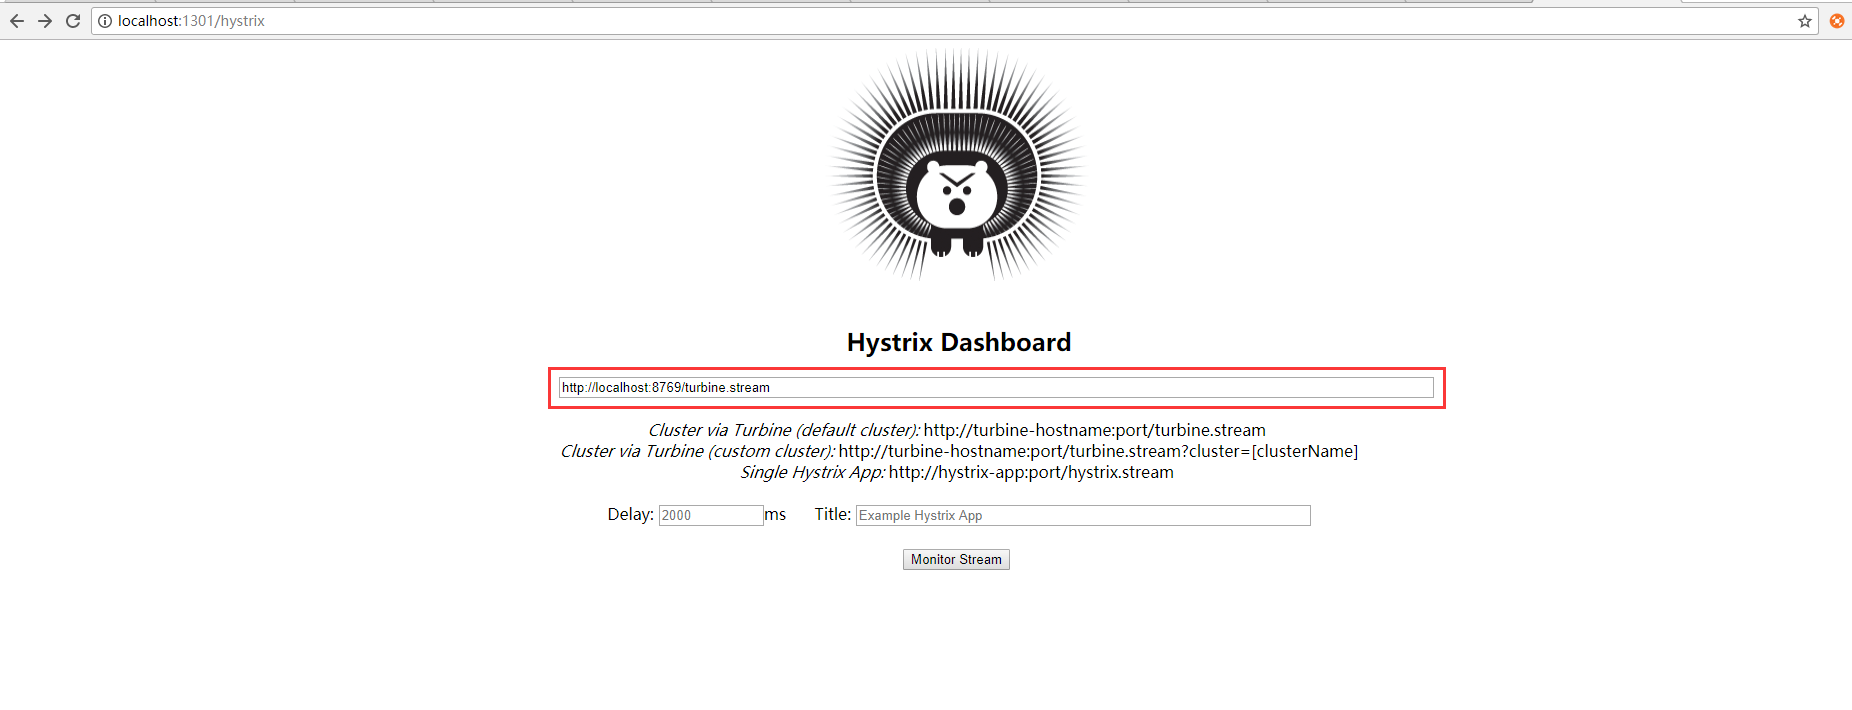 localhost:1301/hystrix
Hystrix Dashboard
http://localhost:8769/turbine.stream
Cluster via Turbine (default cluster): http://turbine-hostname:port/turbine.stream
Cluster via Turbine (custom cluster): http://turbine-hostname:port/turbine.stream?cluster=[clusterName]
Single Hystrix App: http://hystrix-app:port/hystrix.stream
Delay: 2000 ms Title: Example Hystrix App
Monitor Stream